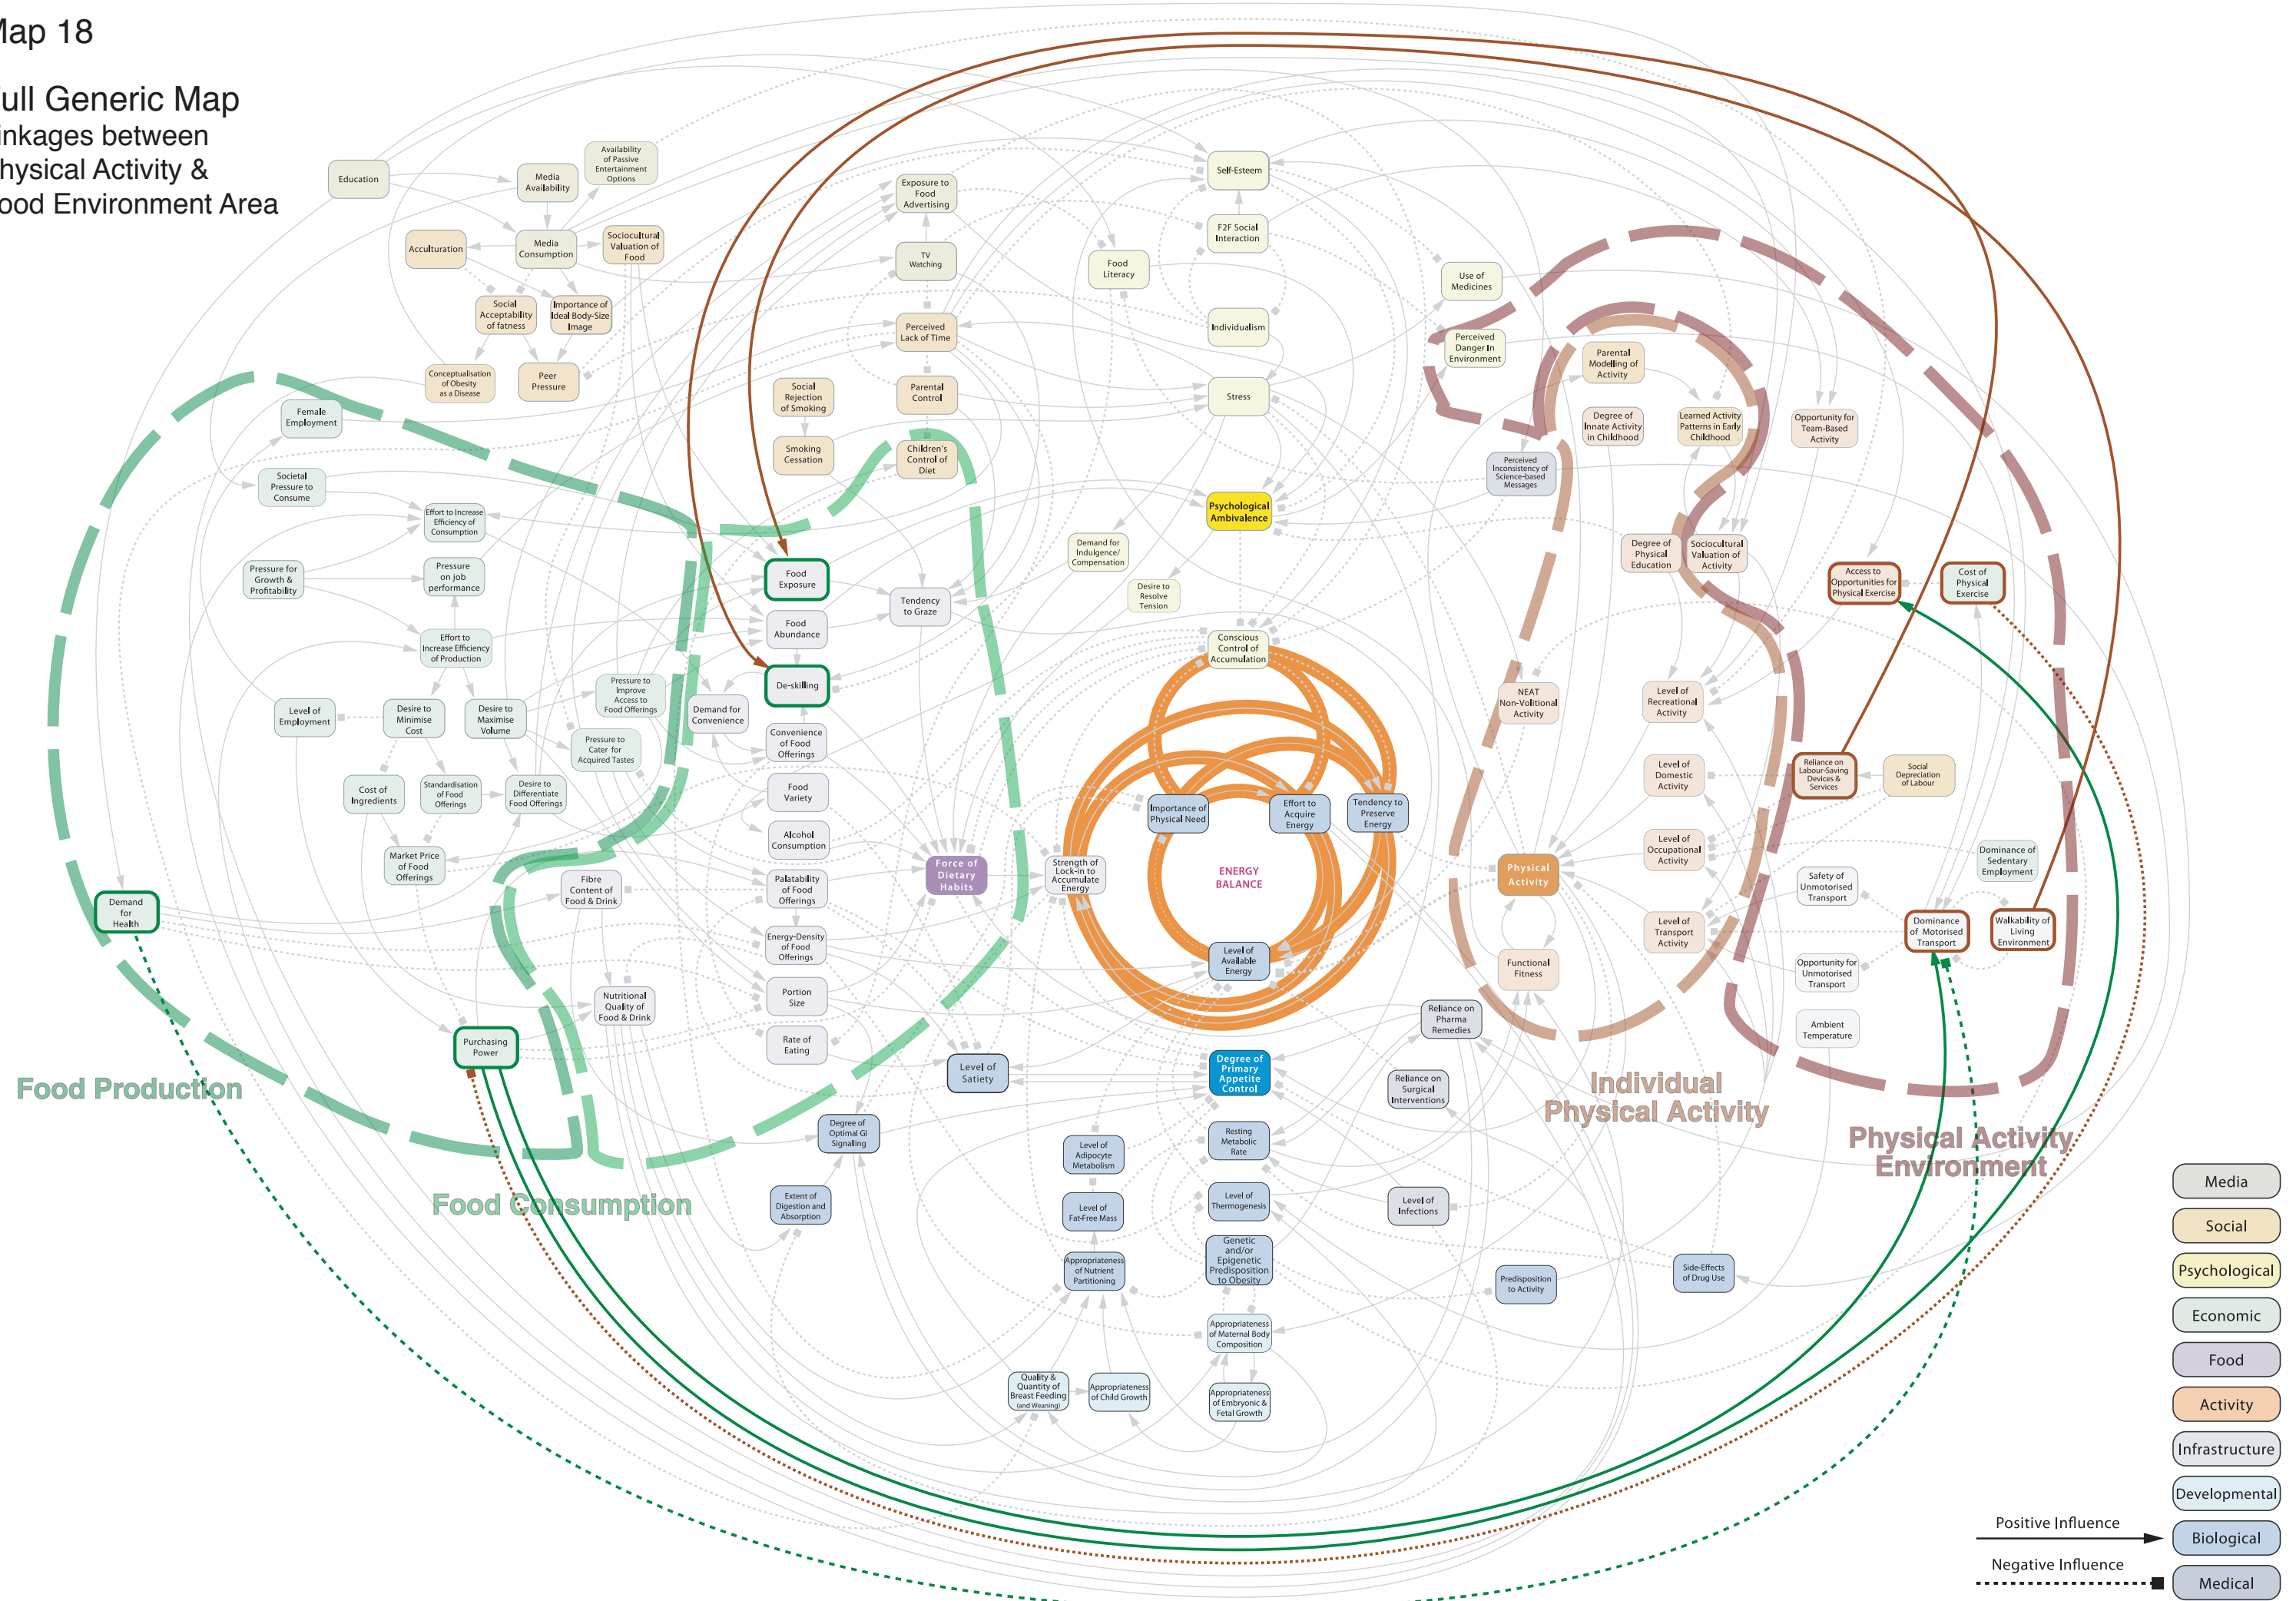 Map 18
ull Generic Map
inkages between
hysical Activity &
ood Environment Area
Education
Media
Availability
Availability
of Passive
Entertainment
Options
Acculturation
Media
Consumption
Sociocultural
Valuation of
Food
Social
Acceptability
of fatness
Importance of
Ideal Body-Size
Image
Conceptualisation
of Obesity
as a Disease
Peer
Pressure
Exposure to
Food
Advertising
TV
Watching
Perceived
Lack of Time
Parental
Control
Children's
Control of
Diet
Social
Rejection
of Smoking
Smoking
Cessation
Food
Literacy
Self-Esteem
F2F Social
Interaction
Individualism
Stress
Psychological
Ambivalence
Demand for
Indulgence/
Compensation
Desire to
Resolve
Tension
Conscious
Control of
Accumulation
Use of
Medicines
Perceived
Danger In
Environment
Perceived
Inconsistency of
Science-based
Messages
Parental
Modelling of
Activity
Degree of
Innate Activity
in Childhood
Learned Activity
Patterns in Early
Childhood
Opportunity for
Team-Based
Activity
Degree of
Physical
Education
Sociocultural
Valuation of
Activity
Access to
Opportunities for
Physical Exercise
Cost of
Physical
Exercise
Female
Employment
Societal
Pressure to
Consume
Effort to Increase
Efficiency of
Consumption
Pressure for
Growth &
Profitability
Pressure
on job
performance
Effort to
Increase Efficiency
of Production
Level of
Employment
Desire to
Minimise
Cost
Desire to
Maximise
Volume
Pressure to
Improve
Access to
Food Offerings
Pressure to
Cater for
Acquired Tastes
Cost of
Ingredients
Standardisation
of Food
Offerings
Desire to
Differentiate
Food Offerings
Market Price
of Food
Offerings
Demand
for
Health
Purchasing
Power
Food
Exposure
Food
Abundance
De-skilling
Demand for
Convenience
Convenience
of Food
Offerings
Food
Variety
Alcohol
Consumption
Fibre
Content of
Food & Drink
Palatability
of Food
Offerings
Energy-Density
of Food
Offerings
Nutritional
Quality of
Food & Drink
Portion
Size
Rate of
Eating
Tendency
to Graze
Force of
Dietary
Habits
Strength of
Lock-in to
Accumulate
Energy
Importance of
Physical Need
Effort to
Acquire
Energy
Tendency to
Preserve
Energy
ENERGY
BALANCE
Level of
Available
Energy
NEAT
Non-Volitional
Activity
Level of
Recreational
Activity
Level of
Domestic
Activity
Reliance on
Labour-Saving
Devices &
Services
Social
Depreciation
of Labour
Physical
Activity
Level of
Occupational
Activity
Dominance of
Sedentary
Employment
Safety of
Unmotorised
Transport
Level of
Transport
Activity
Dominance
of Motorised
Transport
Walkability of
Living
Environment
Functional
Fitness
Opportunity for
Unmotorised
Transport
Ambient
Temperature
Reliance on
Pharma
Remedies
Level of
Satiety
Degree of
Primary
Appetite
Control
Reliance on
Surgical
Interventions
Degree of
Optimal GI
Signalling
Level of
Adipocyte
Metabolism
Resting
Metabolic
Rate
Extent of
Digestion and
Absorption
Level of
Fat-Free Mass
Level of
Thermogenesis
Level of
Infections
Appropriateness
of Nutrient
Partitioning
Genetic
and/or
Epigenetic
Predisposition
to Obesity
Predisposition
to Activity
Side-Effects
of Drug Use
Appropriateness
of Maternal Body
Composition
Quality &
Quantity of
Breast Feeding
(and Weaning)
Appropriateness
of Child Growth
Appropriateness
of Embryonic &
Fetal Growth
Food Production
Food Consumption
Individual
Physical Activity
Physical Activity
Environment
Media
Social
Psychological
Economic
Food
Activity
Infrastructure
Developmental
Biological
Medical
Positive Influence
Negative Influence